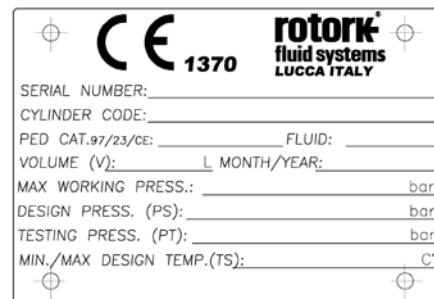 CE 1370
rotork®
fluid systems
LUCCA ITALY
SERIAL NUMBER:
CYLINDER CODE:
PED CAT.97/23/CE: FLUID:
VOLUME (V): L MONTH/YEAR:
MAX WORKING PRESS.: bar
DESIGN PRESS. (PS): bar
TESTING PRESS. (PT): bar
MIN./MAX DESIGN TEMP.(TS): C°